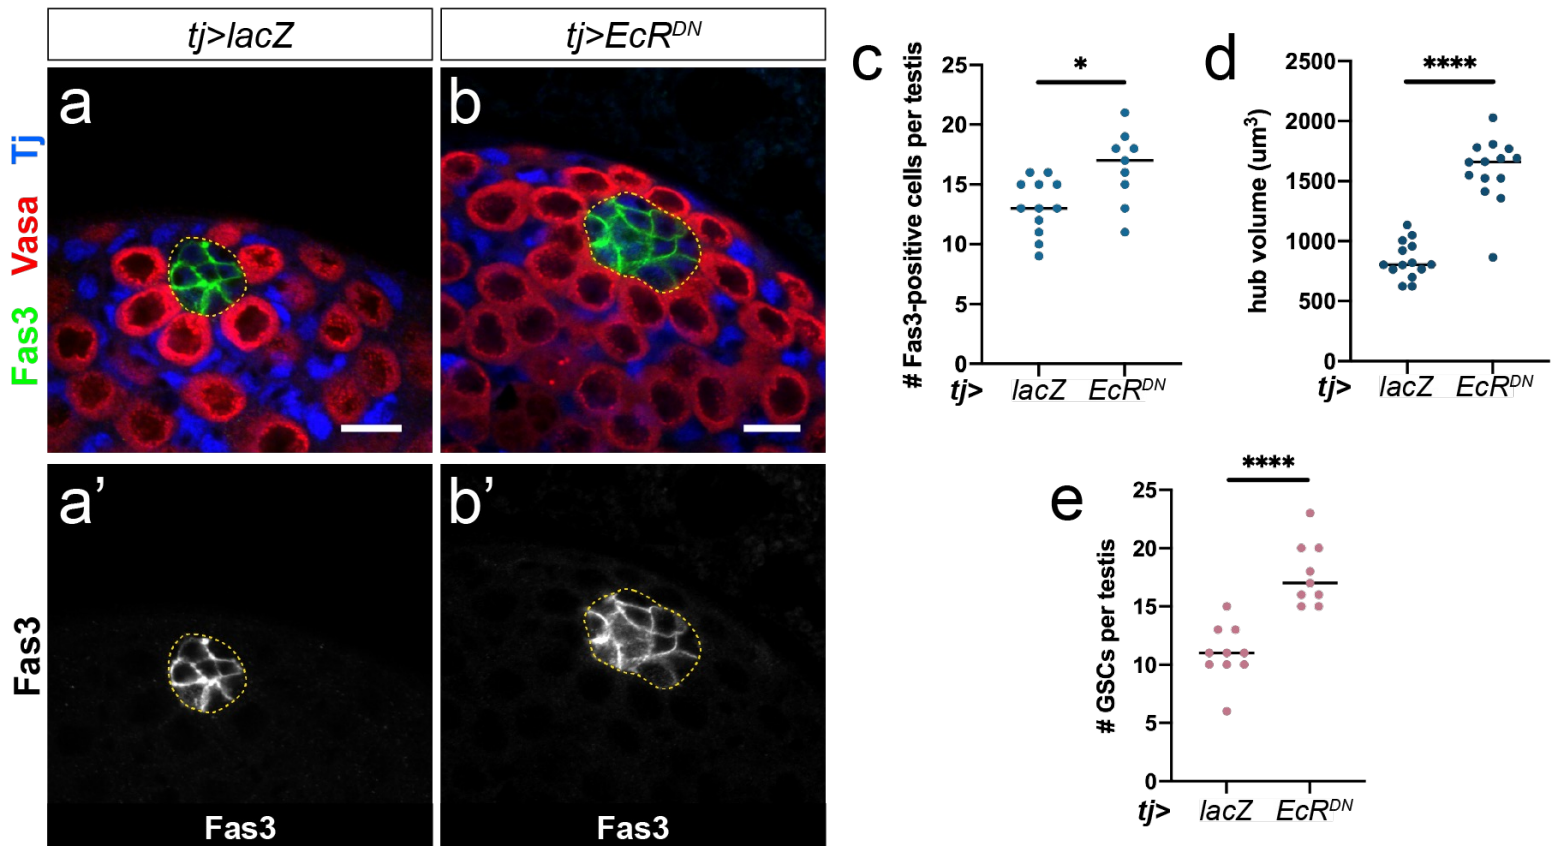 tj>lacZ
tj>EcR^DN
Fas3 Vasa Tj
a
b
Fas3
a’
b’
Fas3
Fas3
c
# Fas3-positive cells per testis
25
20
15
10
5
0
*
tj> lacZ EcR^DN
d
hub volume (um³)
2500
2000
1500
1000
500
0
****
tj> lacZ EcR^DN
e
# GSCs per testis
25
20
15
10
5
0
****
tj> lacZ EcR^DN